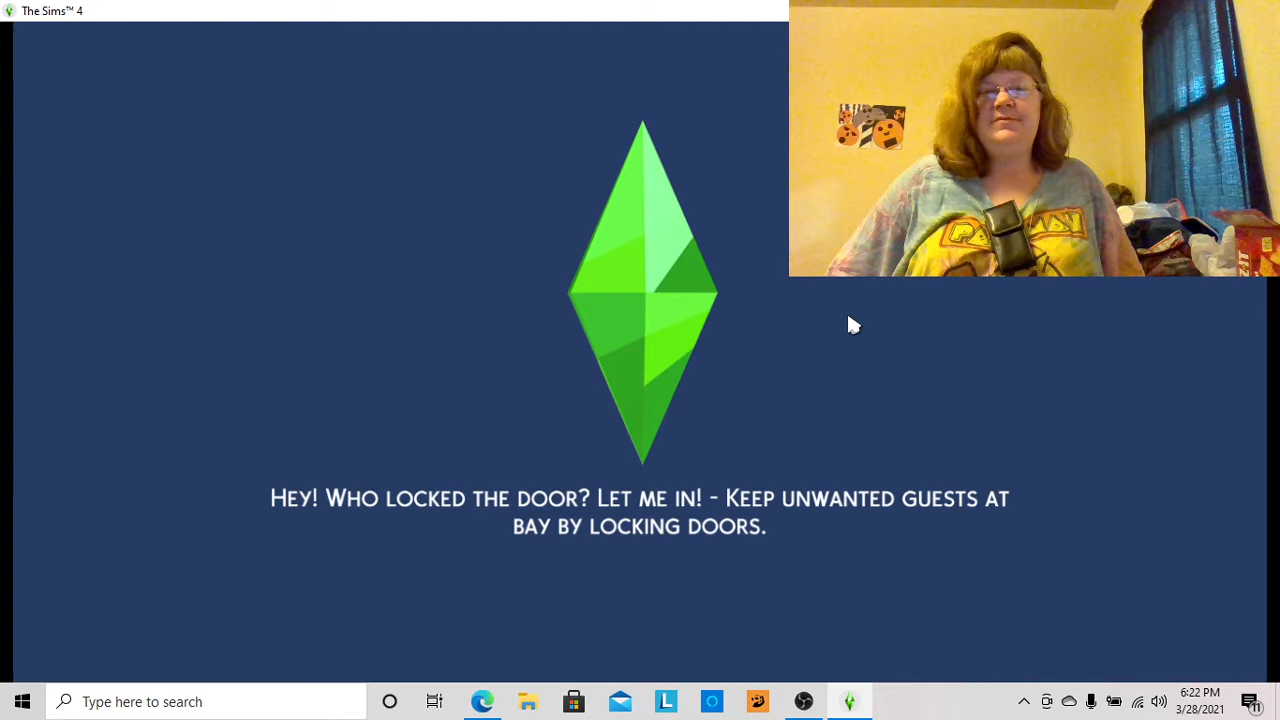 The Sims™ 4
HEY! WHO LOCKED THE DOOR? LET ME IN! - KEEP UNWANTED GUESTS AT
BAY BY LOCKING DOORS.
Type here to search
L
6:22 PM
3/28/2021
11